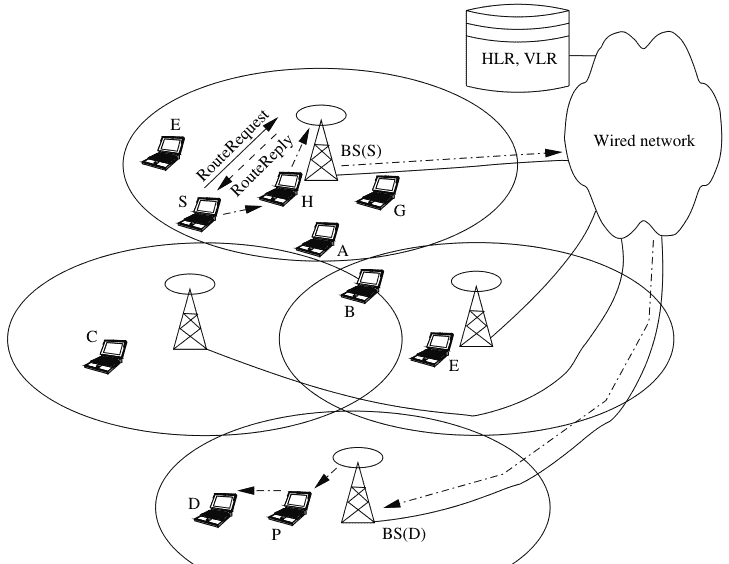 HLR, VLR
Wired network
E
RouteRequest
RouteReply
BS(S)
S
H
G
A
B
C
E
D
P
BS(D)